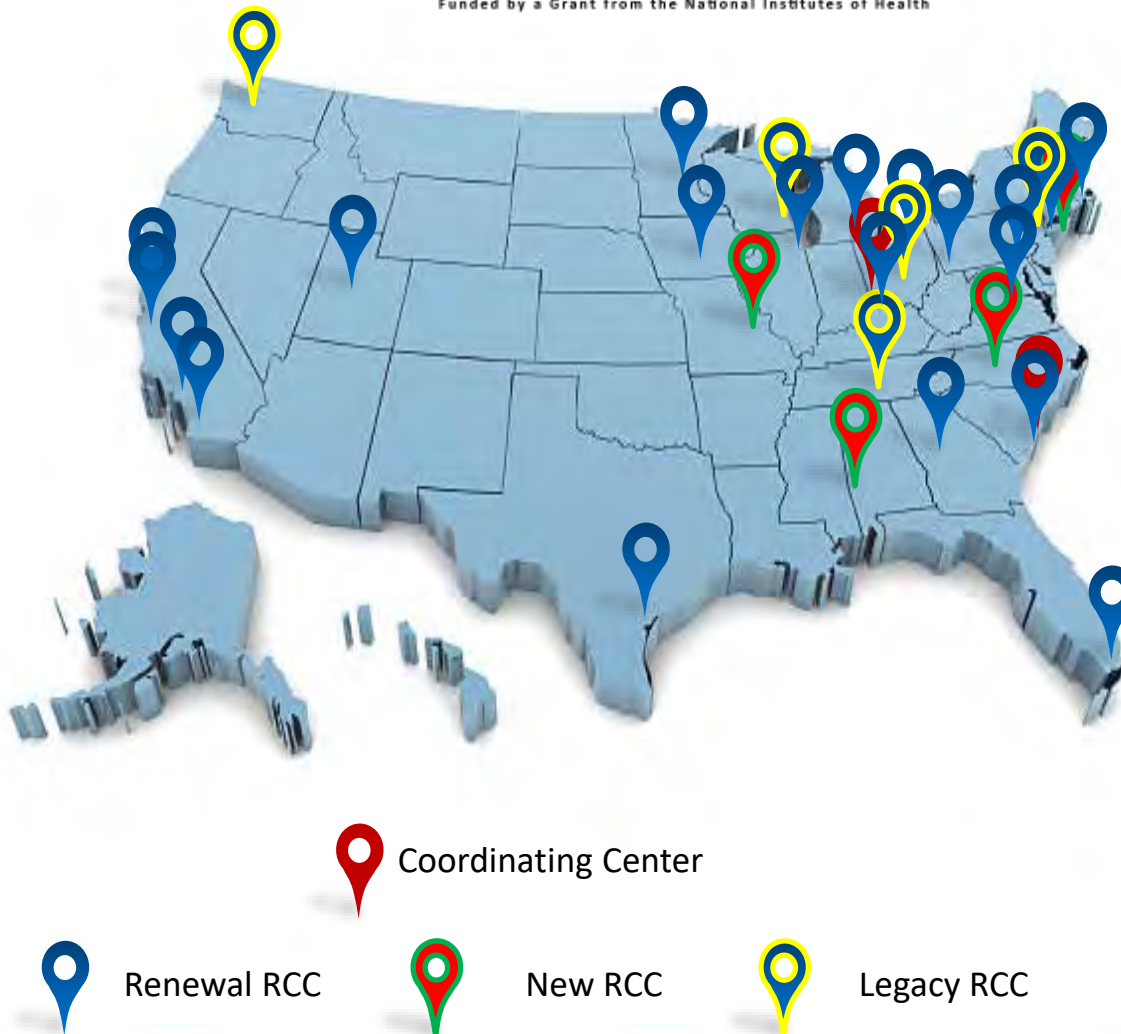 Funded by a Grant from the National Institutes of Health
Coordinating Center
Renewal RCC
New RCC
Legacy RCC